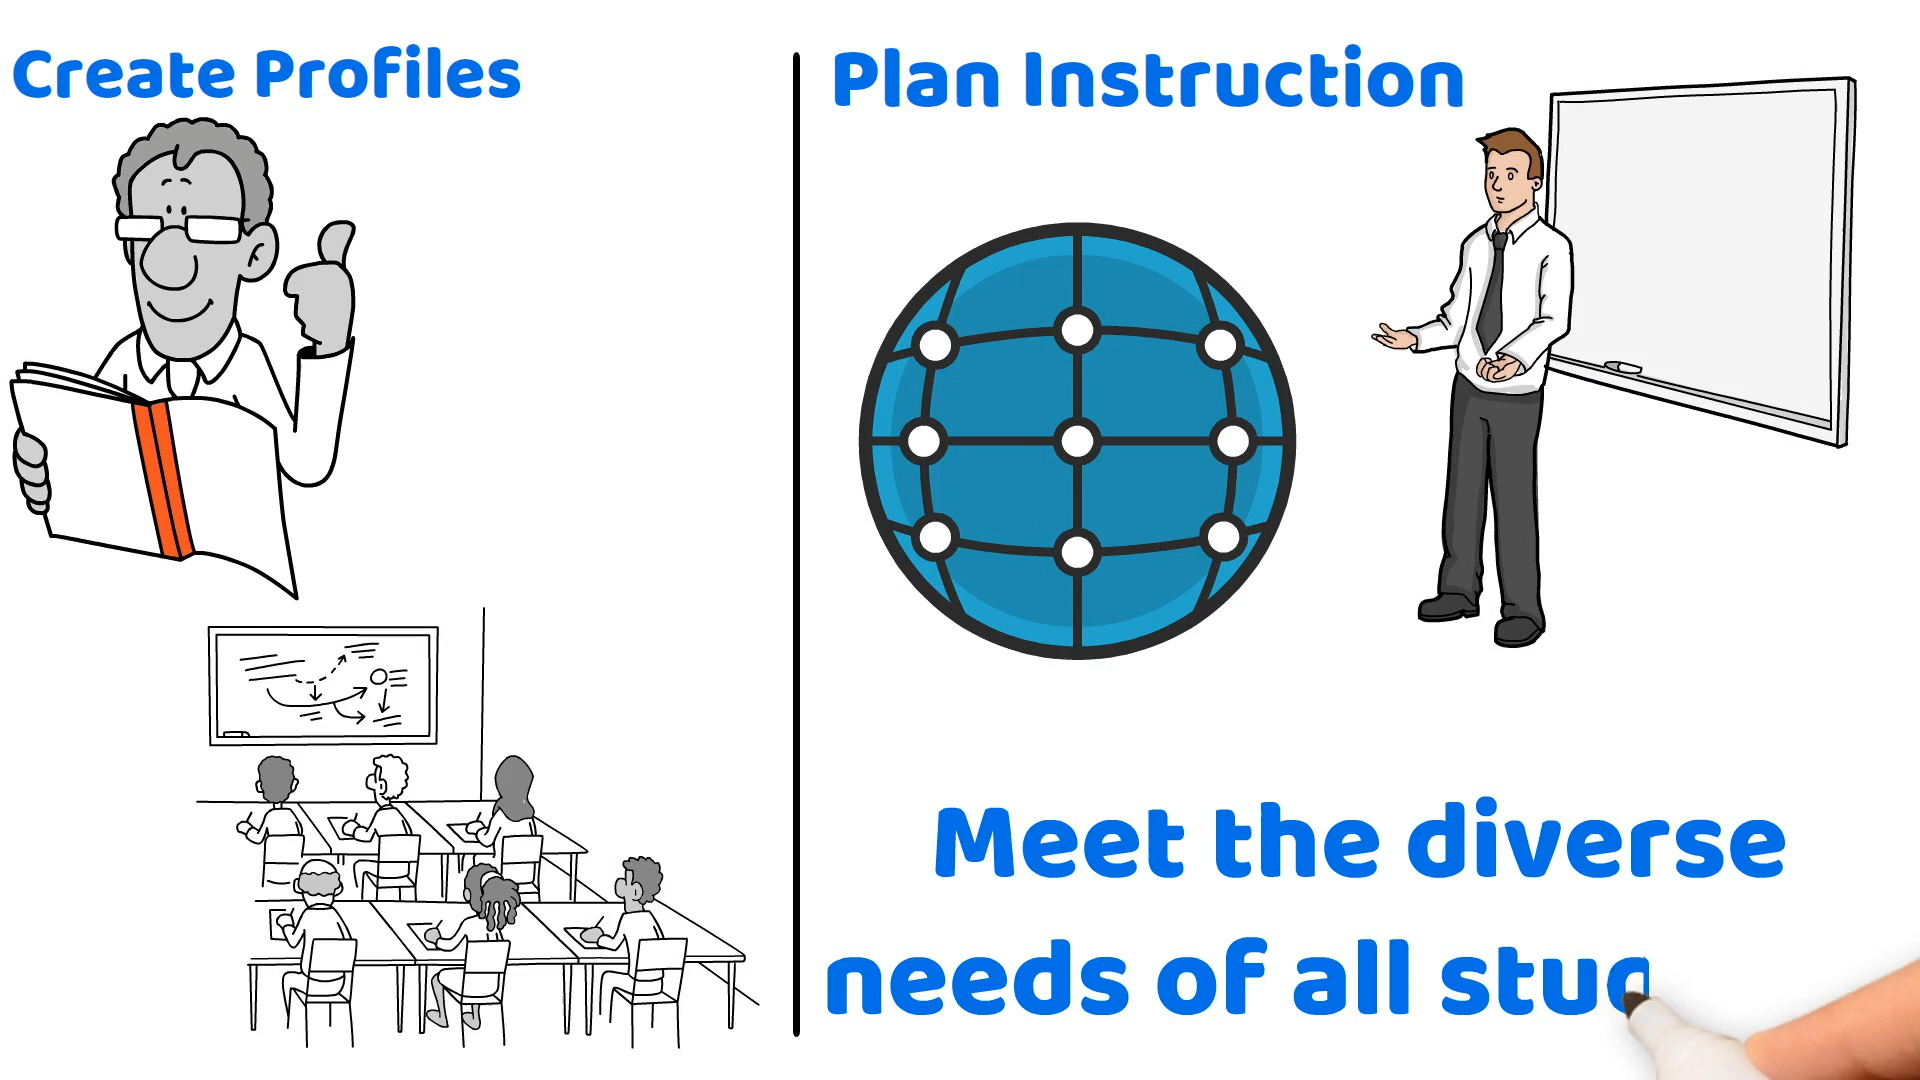 Create Profiles
Plan Instruction
Meet the diverse
needs of all stu